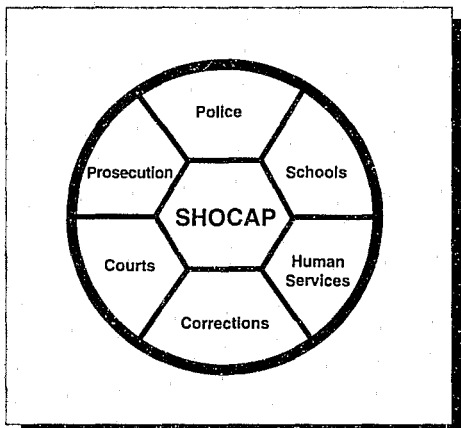 Police
Prosecution
Schools
SHOCAP
Courts
Human
Services
Corrections